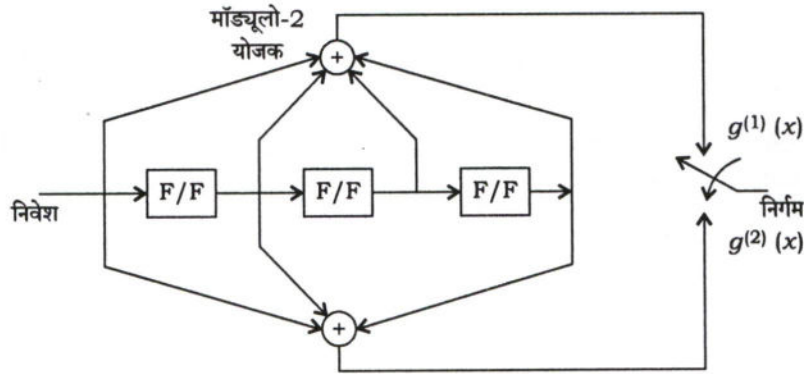 मॉड्यूलो-2
योजक
+
g(1) (x)
F/F F/F F/F
निवेश
निर्गम
g(2) (x)
+